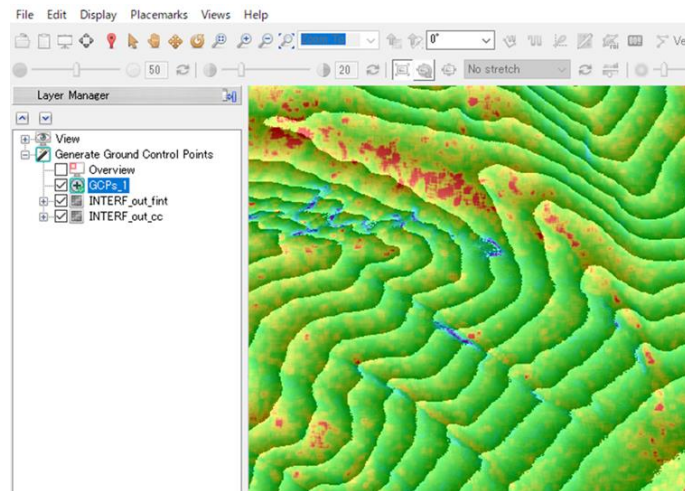 File Edit Display Placemarks Views Help
0°
Ve
50
20
No stretch
Layer Manager
View
Generate Ground Control Points
Overview
GCPs_1
INTERF_out_fint
INTERF_out_cc